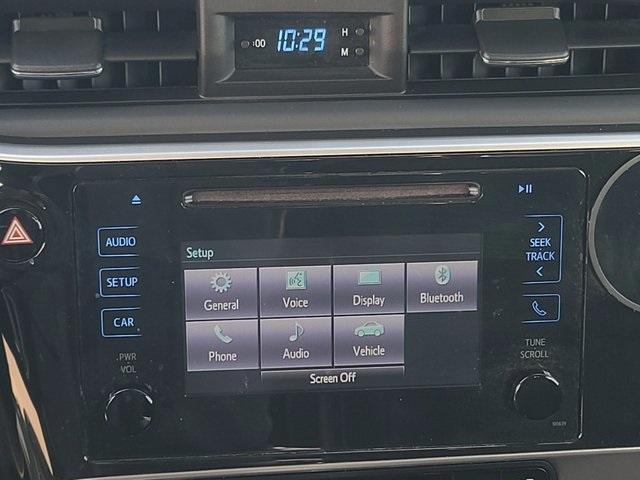 :00 10:29 H
M
AUDIO
SETUP
CAR
PWR
VOL
Setup
General Voice Display Bluetooth
Phone Audio Vehicle
Screen Off
SEEK
TRACK
TUNE
SCROLL